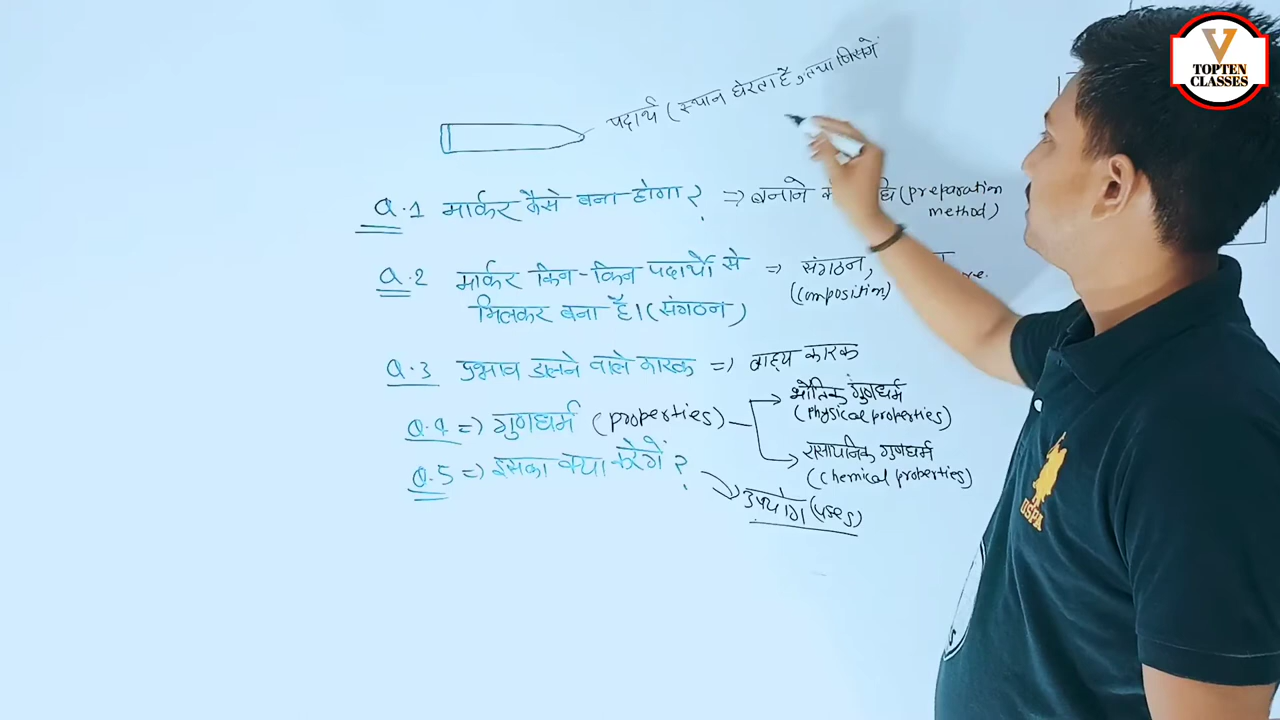 V
TOPTEN
CLASSES
पदार्थ (स्थान घेरता है, तथा जिसमें
Q.1 मार्कर कैसे बना होगा? => बनाने (preparation
method)
Q.2 मार्कर किन-किन पदार्थों से => संगठन,
मिलकर बना है। (संगठन) (composition)
Q.3 प्रभाव डालने वाले कारक => बाह्य कारक
Q.4 => गुणधर्म (properties) भौतिक गुणधर्म
(Physical properties)
रासायनिक गुणधर्म
(chemical properties)
Q.5 => इसका क्या करेंगे?
उपयोग (uses)
USPA